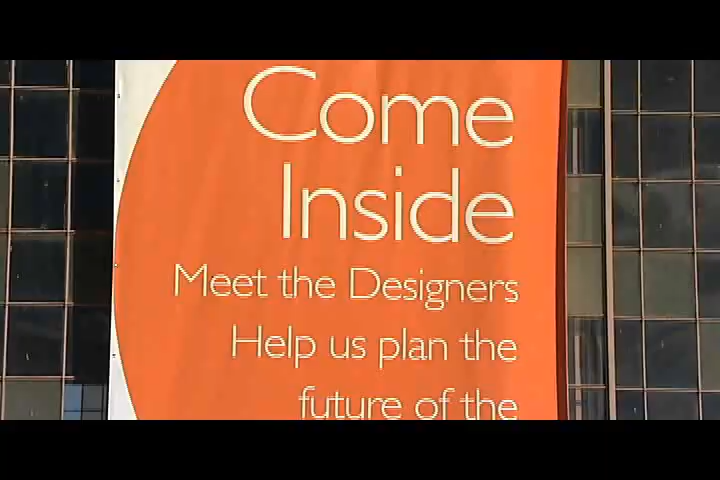 Come
Inside
Meet the Designers
Help us plan the
future of the